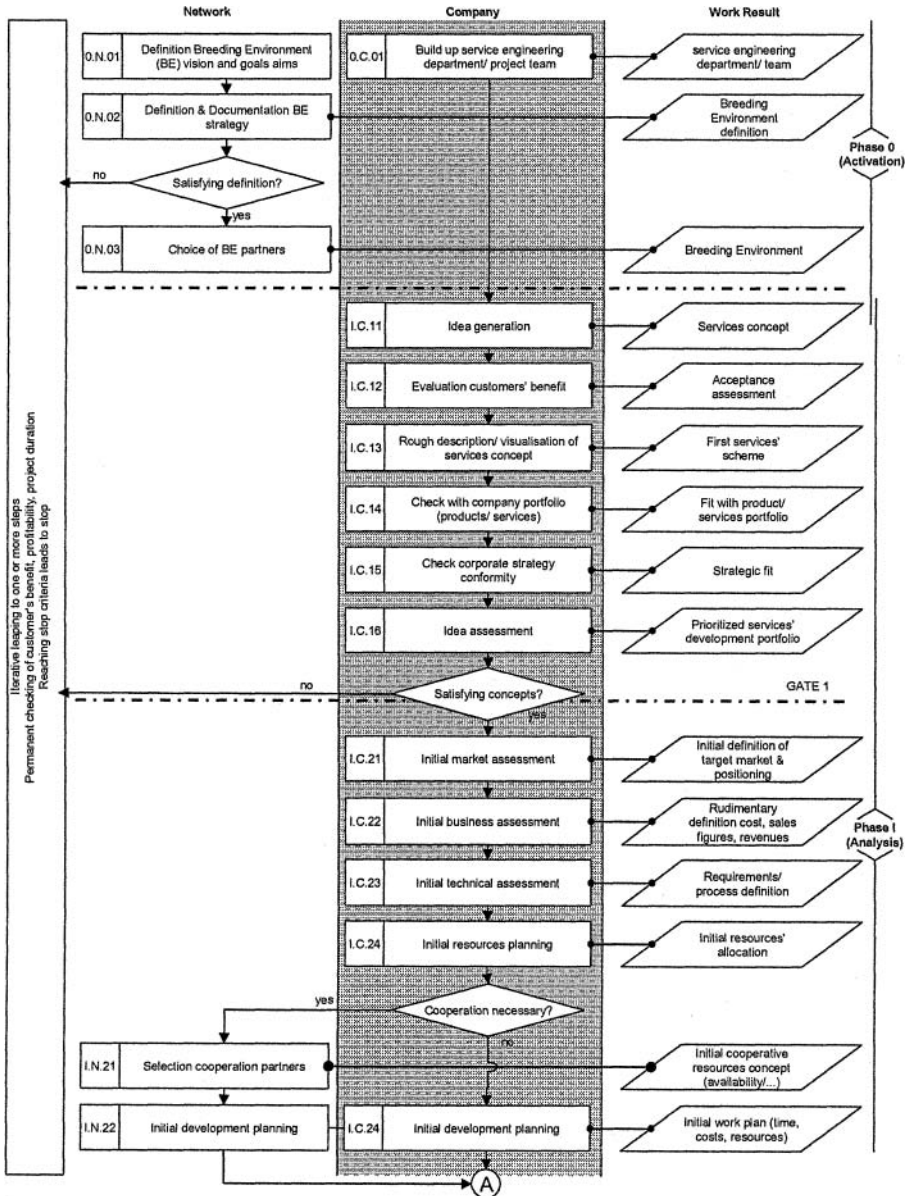 Network
Company
Work Result
0.N.01
Definition Breeding Environment
(BE) vision and goals aims
0.C.01
Build up service engineering
department/ project team
service engineering
department/ team
0.N.02
Definition & Documentation BE
strategy
Breeding
Environment
definition
Phase 0
(Activation)
no
Satisfying definition?
yes
0.N.03
Choice of BE partners
Breeding Environment
I.C.11
Idea generation
Services concept
I.C.12
Evaluation customers' benefit
Acceptance
assessment
I.C.13
Rough description/ visualisation of
services concept
First services'
scheme
I.C.14
Check with company portfolio
(products/ services)
Fit with product/
services portfolio
I.C.15
Check corporate strategy
conformity
Strategic fit
I.C.16
Idea assessment
Prioritized services'
development portfolio
no
Satisfying concepts?
GATE 1
yes
Iterative leaping to one or more steps
Permanent checking of customer's benefit, profitability, project duration
Reaching stop criteria leads to stop
I.C.21
Initial market assessment
Initial definition of
target market &
positioning
I.C.22
Initial business assessment
Rudimentary
definition cost, sales
figures, revenues
Phase I
(Analysis)
I.C.23
Initial technical assessment
Requirements/
process definition
I.C.24
Initial resources planning
Initial resources'
allocation
yes
Cooperation necessary?
no
I.N.21
Selection cooperation partners
Initial cooperative
resources concept
(availability/...)
I.N.22
Initial development planning
I.C.24
Initial development planning
Initial work plan (time,
costs, resources)
A